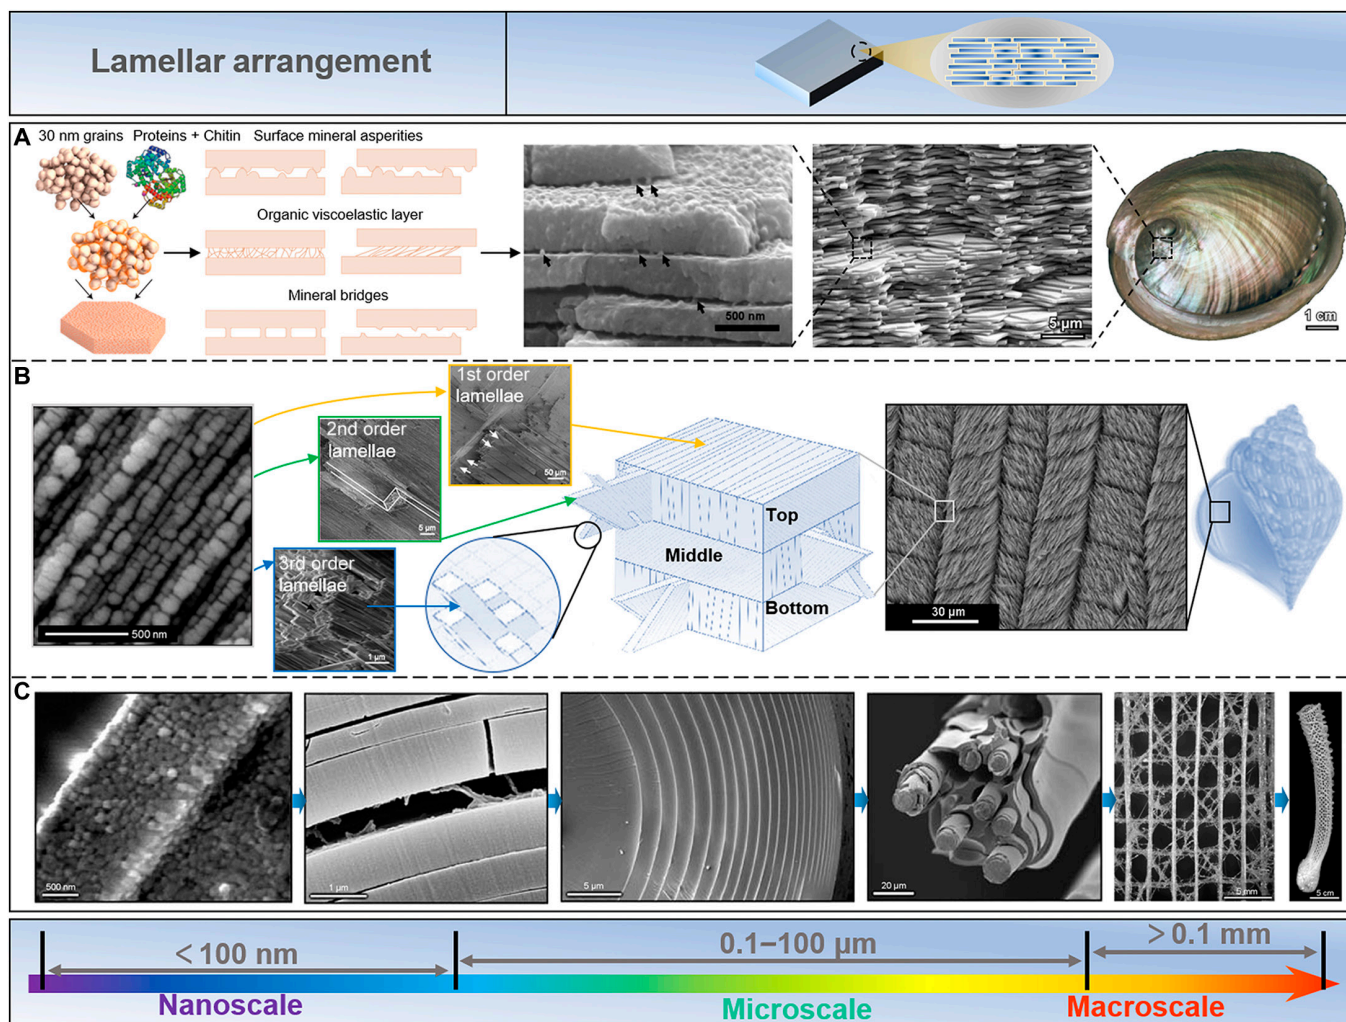 Lamellar arrangement
A
30 nm grains
Proteins + Chitin
Surface mineral asperities
Organic viscoelastic layer
Mineral bridges
500 nm
5 µm
1 cm
B
1st order
lamellae
50 µm
2nd order
lamellae
5 µm
3rd order
lamellae
1 µm
500 nm
Top
Middle
Bottom
30 µm
C
500 nm
1 µm
5 µm
20 µm
5 mm
5 cm
< 100 nm
0.1–100 µm
> 0.1 mm
Nanoscale
Microscale
Macroscale